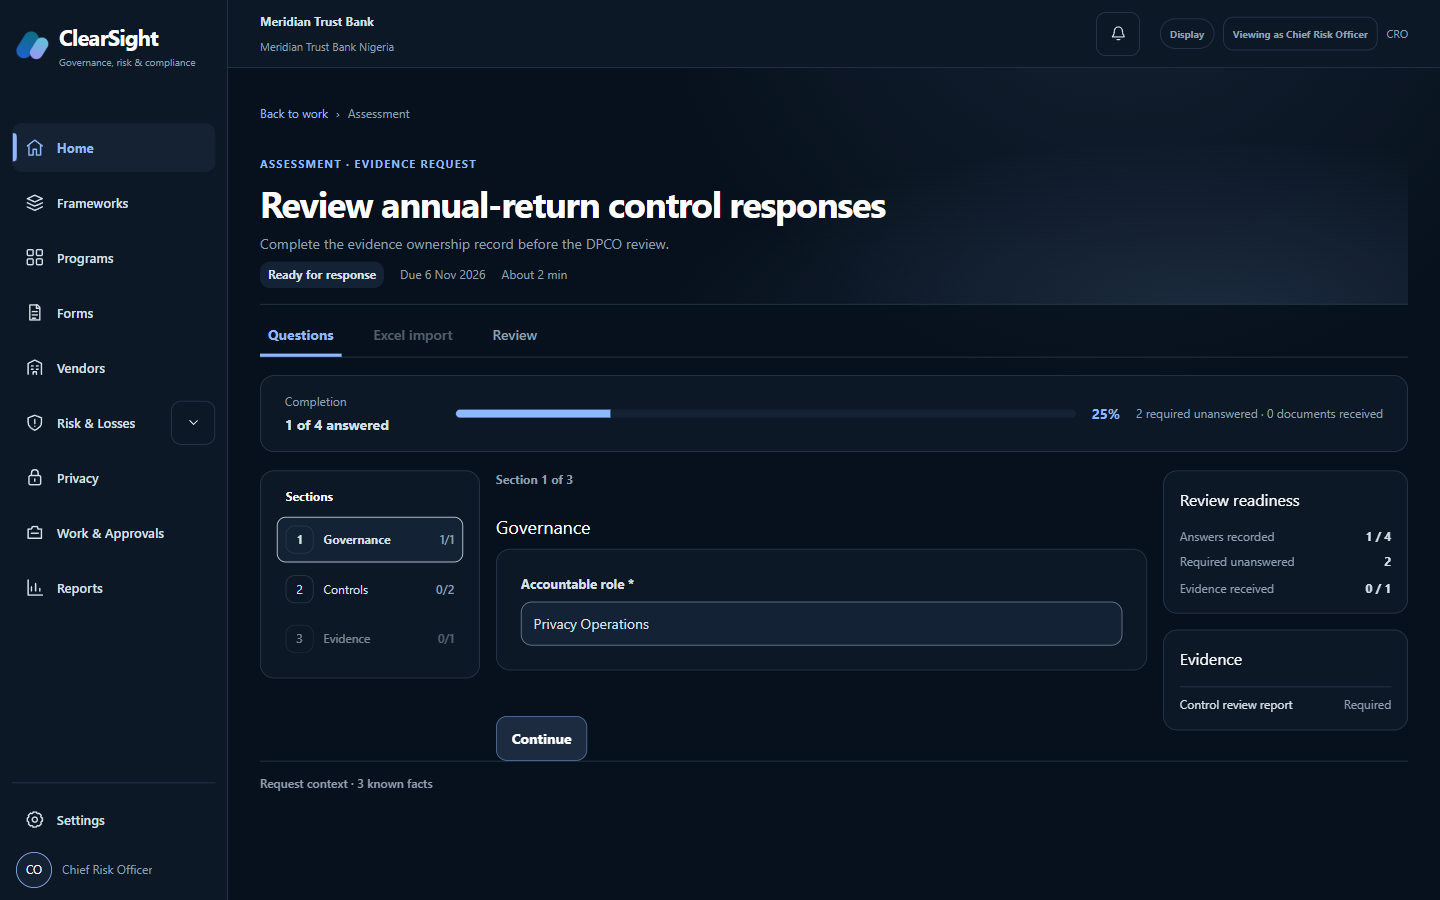 ClearSight
Governance, risk & compliance
Home
Frameworks
Programs
Forms
Vendors
Risk & Losses
Privacy
Work & Approvals
Reports
Settings
CO
Chief Risk Officer
Meridian Trust Bank
Meridian Trust Bank Nigeria
Display
Viewing as Chief Risk Officer
CRO
Back to work › Assessment
ASSESSMENT · EVIDENCE REQUEST
Review annual-return control responses
Complete the evidence ownership record before the DPCO review.
Ready for response
Due 6 Nov 2026
About 2 min
Questions
Excel import
Review
Completion
1 of 4 answered
25%
2 required unanswered · 0 documents received
Sections
1 Governance 1/1
2 Controls 0/2
3 Evidence 0/1
Section 1 of 3
Governance
Accountable role *
Privacy Operations
Continue
Review readiness
Answers recorded 1 / 4
Required unanswered 2
Evidence received 0 / 1
Evidence
Control review report Required
Request context · 3 known facts